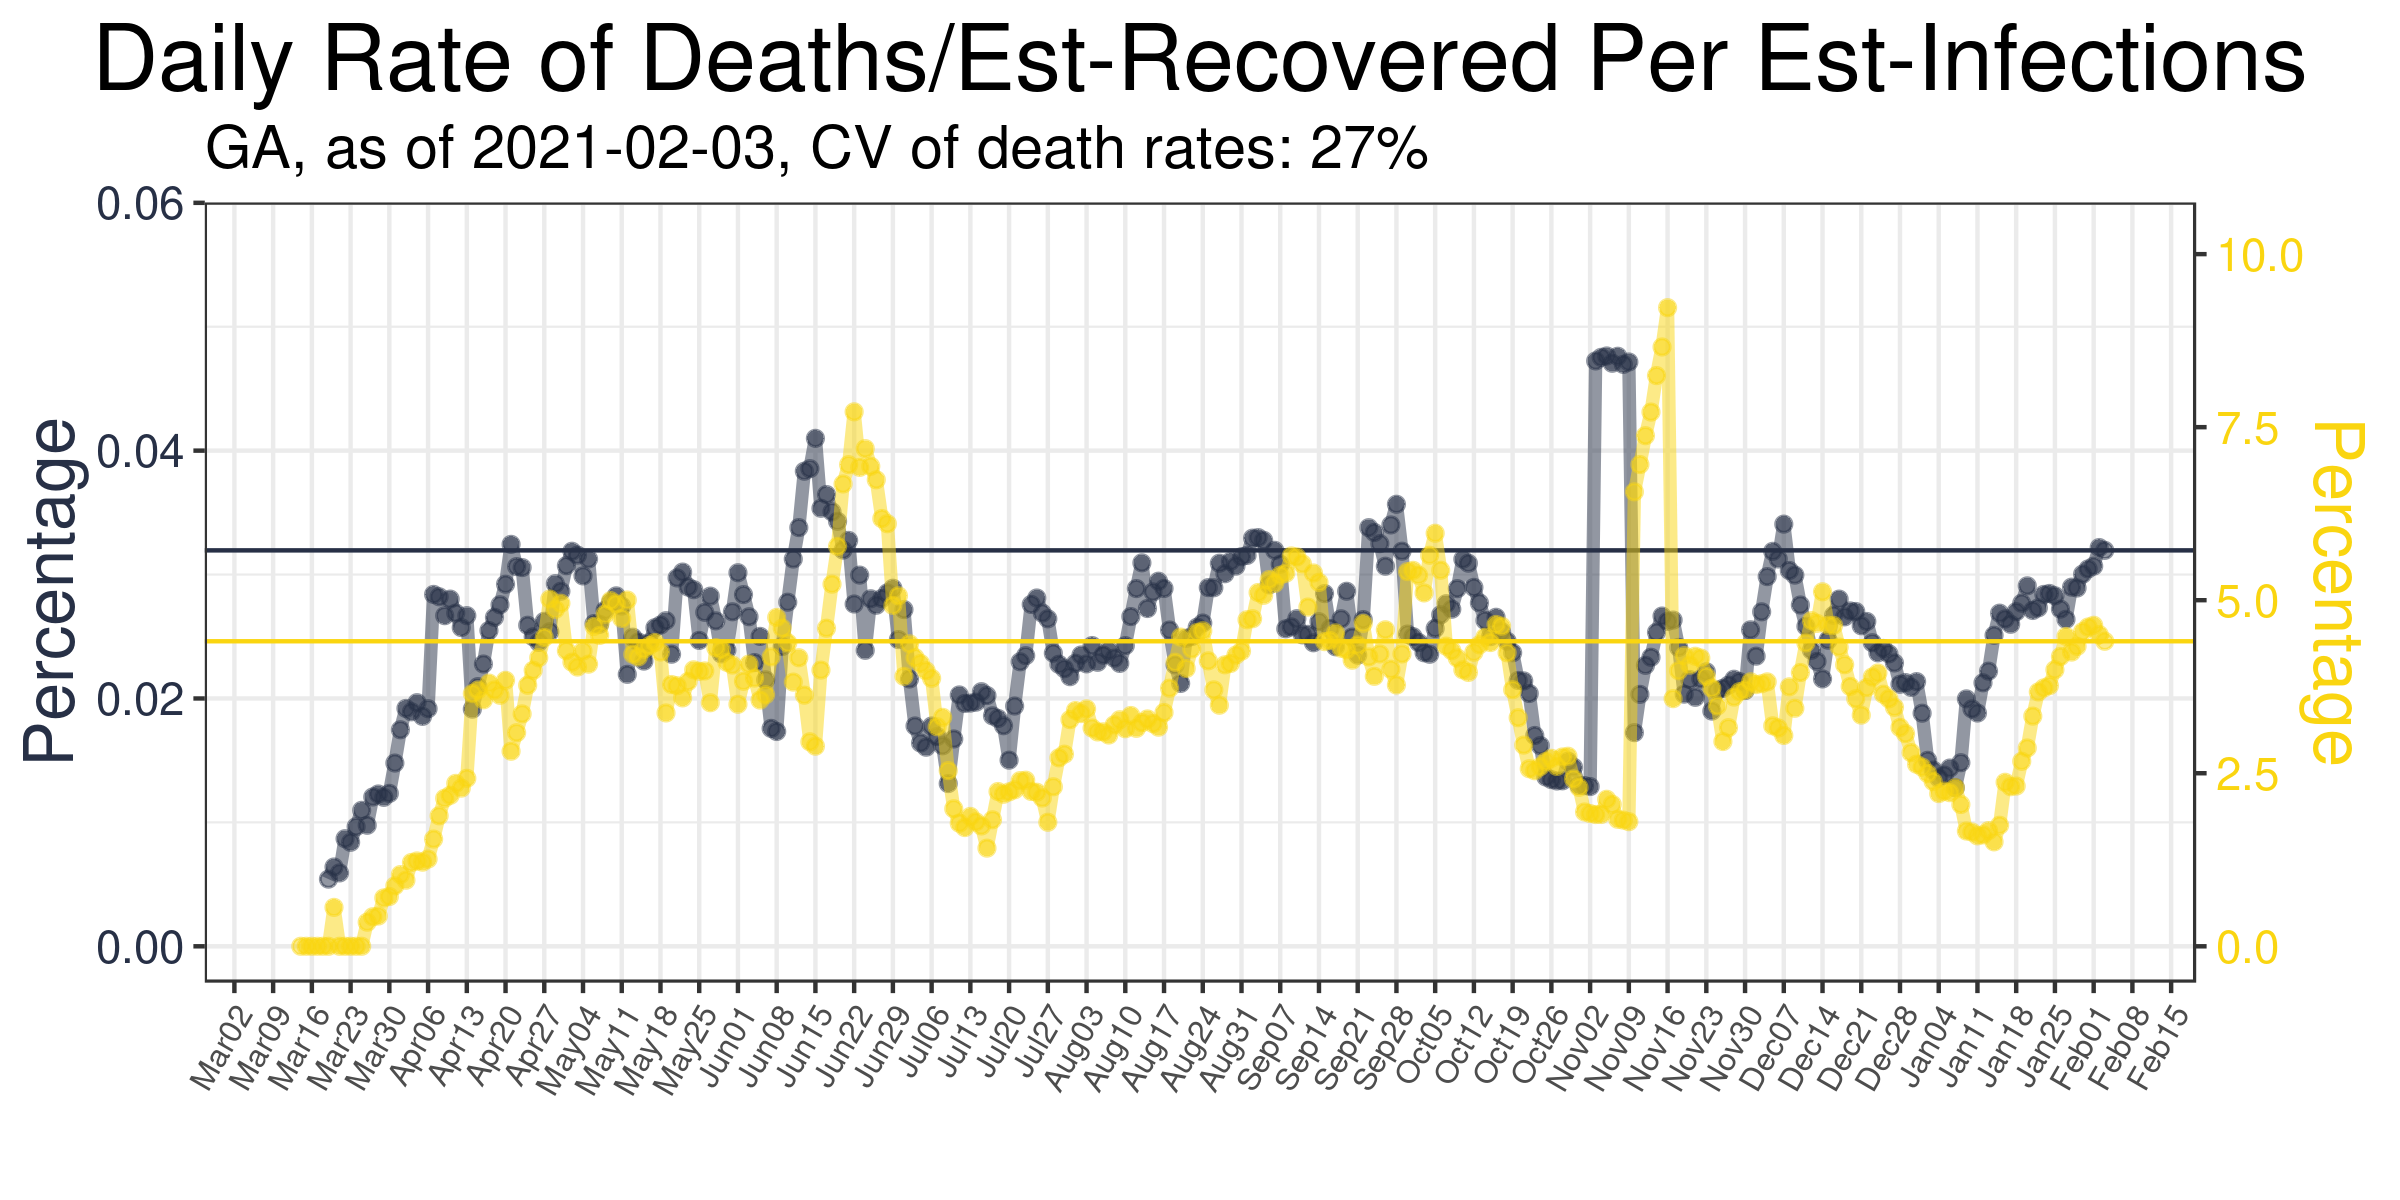 Daily Rate of Deaths/Est-Recovered Per Est-Infections
GA, as of 2021-02-03, CV of death rates: 27%
Percentage
0.06
0.04
0.02
0.00
10.0
7.5
5.0
2.5
0.0
Percentage
Mar02
Mar09
Mar16
Mar23
Mar30
Apr06
Apr13
Apr20
Apr27
May04
May11
May18
May25
Jun01
Jun08
Jun15
Jun22
Jun29
Jul06
Jul13
Jul20
Jul27
Aug03
Aug10
Aug17
Aug24
Aug31
Sep07
Sep14
Sep21
Sep28
Oct05
Oct12
Oct19
Oct26
Nov02
Nov09
Nov16
Nov23
Nov30
Dec07
Dec14
Dec21
Dec28
Jan04
Jan11
Jan18
Jan25
Feb01
Feb08
Feb15